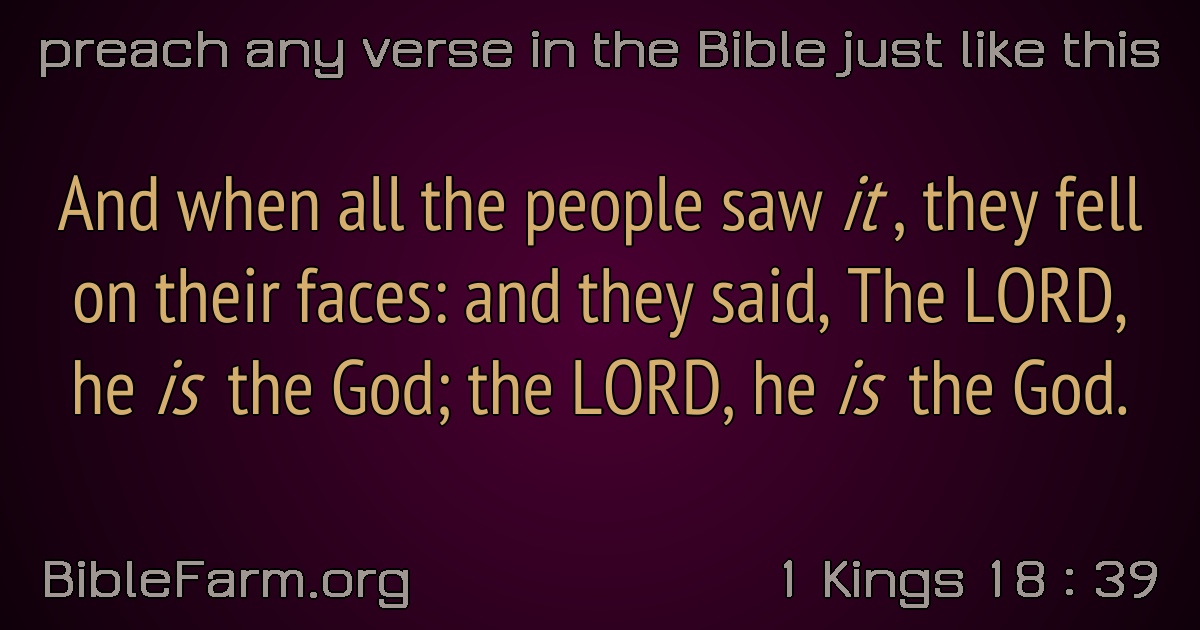 preach any verse in the Bible just like this
And when all the people saw it , they fell
on their faces: and they said, The LORD,
he is the God; the LORD, he is the God.
BibleFarm.org
1 Kings 18 : 39